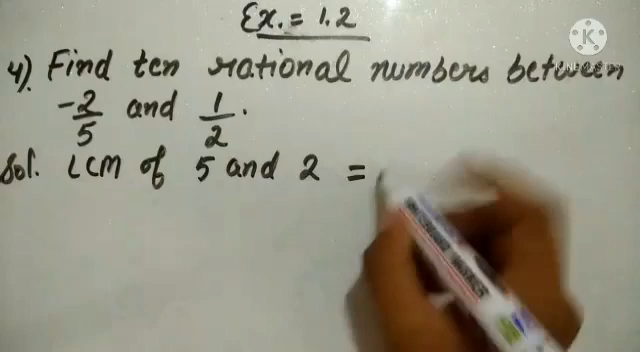 Ex. = 1.2
4). Find ten rational numbers between
-2/5 and 1/2.
Sol. LCM of 5 and 2 =
K